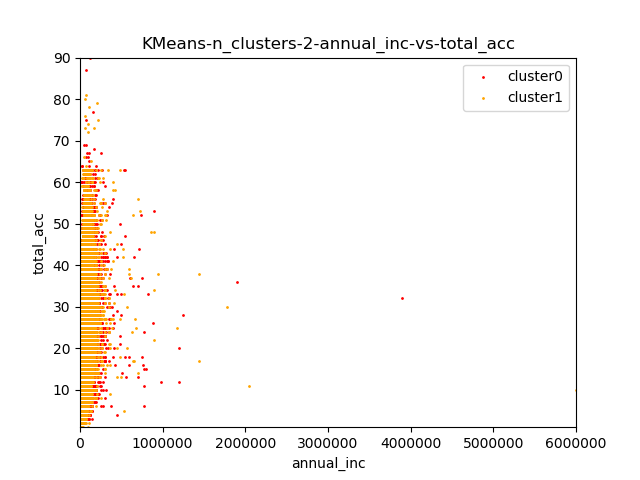 KMeans-n_clusters-2-annual_inc-vs-total_acc
cluster0
cluster1
90
80
70
60
50
40
30
20
10
total_acc
0 1000000 2000000 3000000 4000000 5000000 6000000
annual_inc